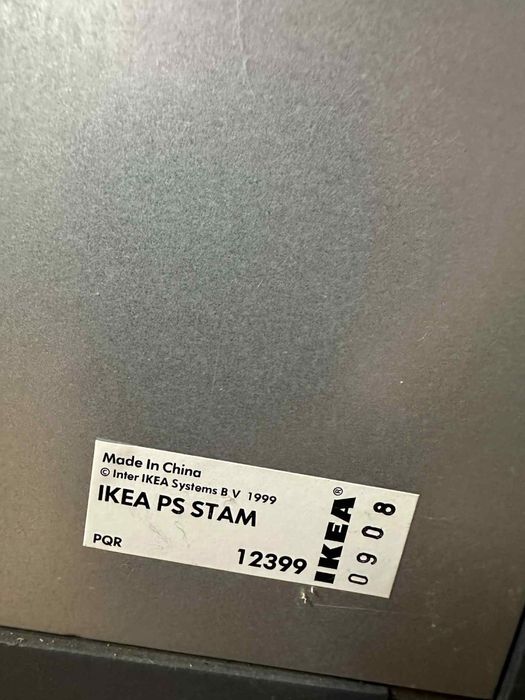 Made In China
© Inter IKEA Systems B V 1999
IKEA PS STAM
PQR
12399
IKEA®
0908